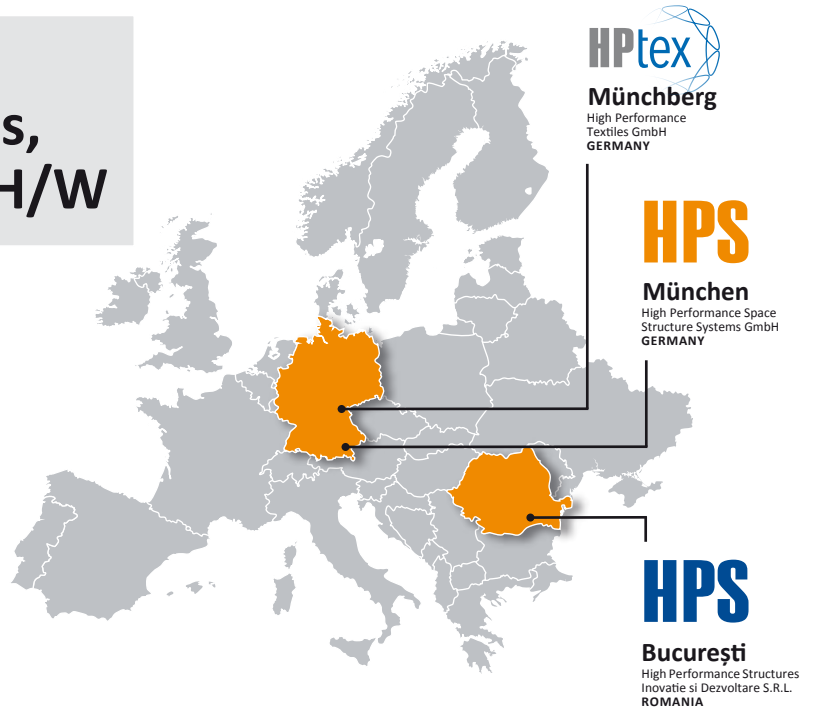 s,
H/W
HPtex
Münchberg
High Performance
Textiles GmbH
GERMANY
HPS
München
High Performance Space
Structure Systems GmbH
GERMANY
HPS
București
High Performance Structures
Inovatie si Dezvoltare S.R.L.
ROMANIA